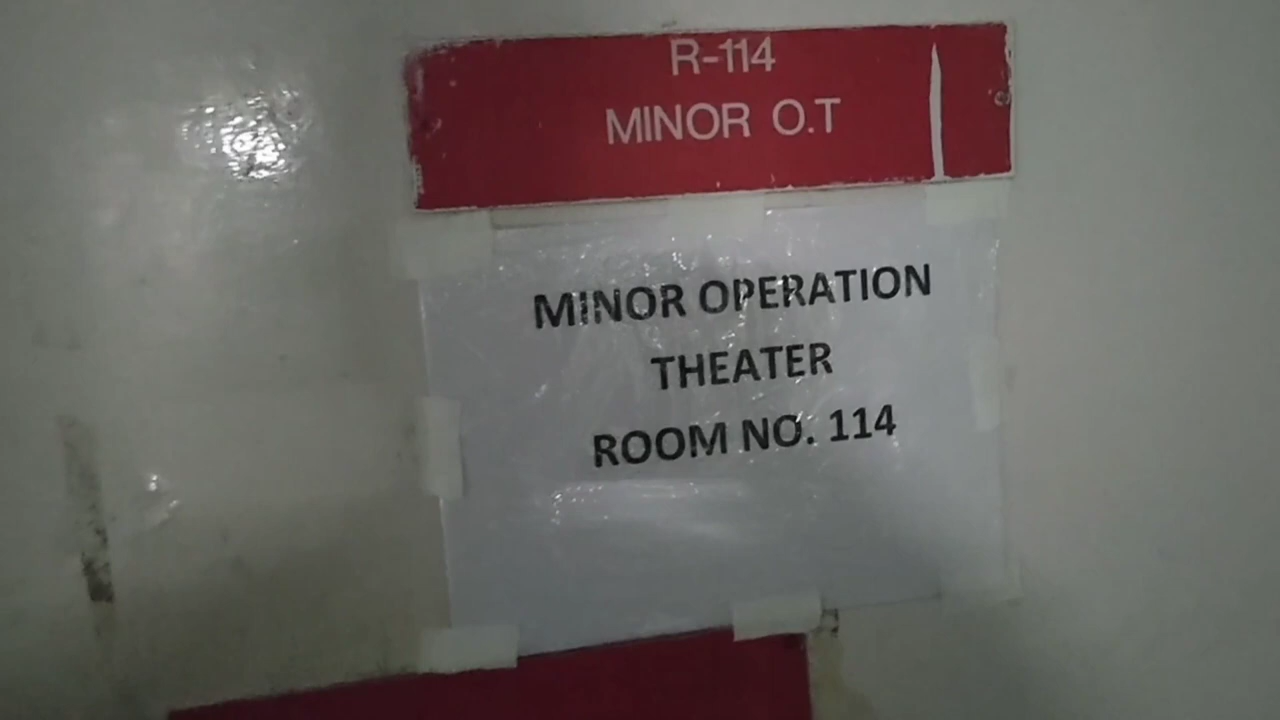 R-114
MINOR O.T
MINOR OPERATION
THEATER
ROOM NO. 114